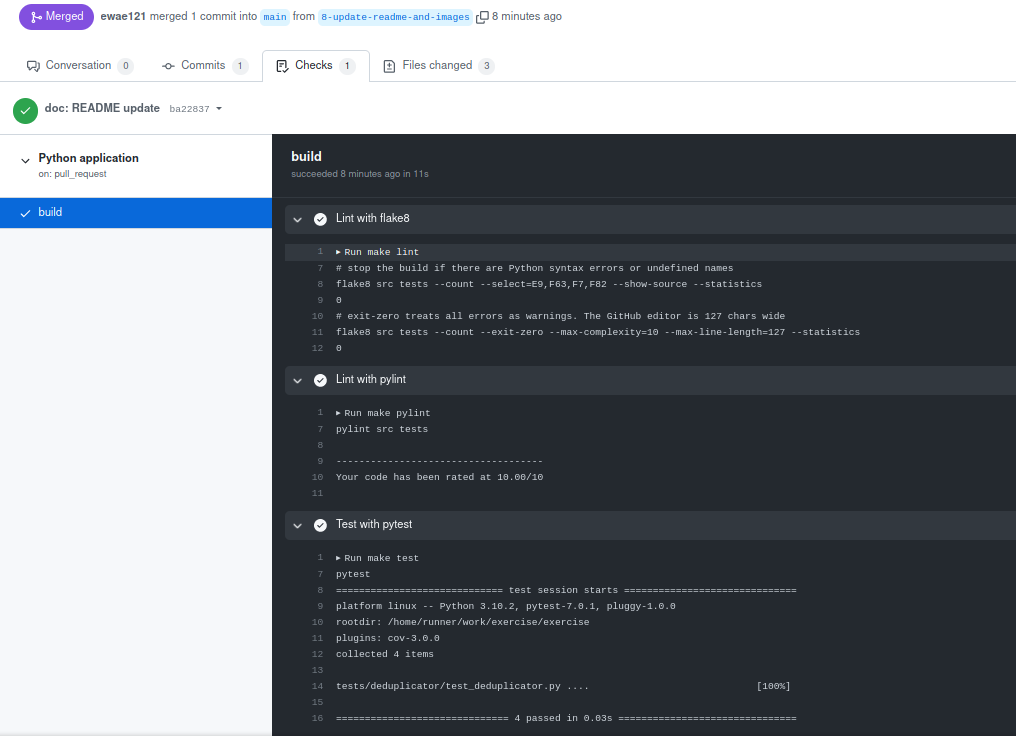 Merged ewae121 merged 1 commit into main from 8-update-readme-and-images 8 minutes ago
Conversation 0 Commits 1 Checks 1 Files changed 3
doc: README update ba22837
Python application
on: pull_request
build
build
succeeded 8 minutes ago in 11s
Lint with flake8
1 Run make lint
7 # stop the build if there are Python syntax errors or undefined names
8 flake8 src tests --count --select=E9,F63,F7,F82 --show-source --statistics
9 0
10 # exit-zero treats all errors as warnings. The GitHub editor is 127 chars wide
11 flake8 src tests --count --exit-zero --max-complexity=10 --max-line-length=127 --statistics
12 0
Lint with pylint
1 Run make pylint
7 pylint src tests
8
9 ------------------------------------
10 Your code has been rated at 10.00/10
11
Test with pytest
1 Run make test
7 pytest
8 ============================= test session starts ==============================
9 platform linux -- Python 3.10.2, pytest-7.0.1, pluggy-1.0.0
10 rootdir: /home/runner/work/exercise/exercise
11 plugins: cov-3.0.0
12 collected 4 items
13
14 tests/deduplicator/test_deduplicator.py .... [100%]
15
16 ============================== 4 passed in 0.03s ===============================